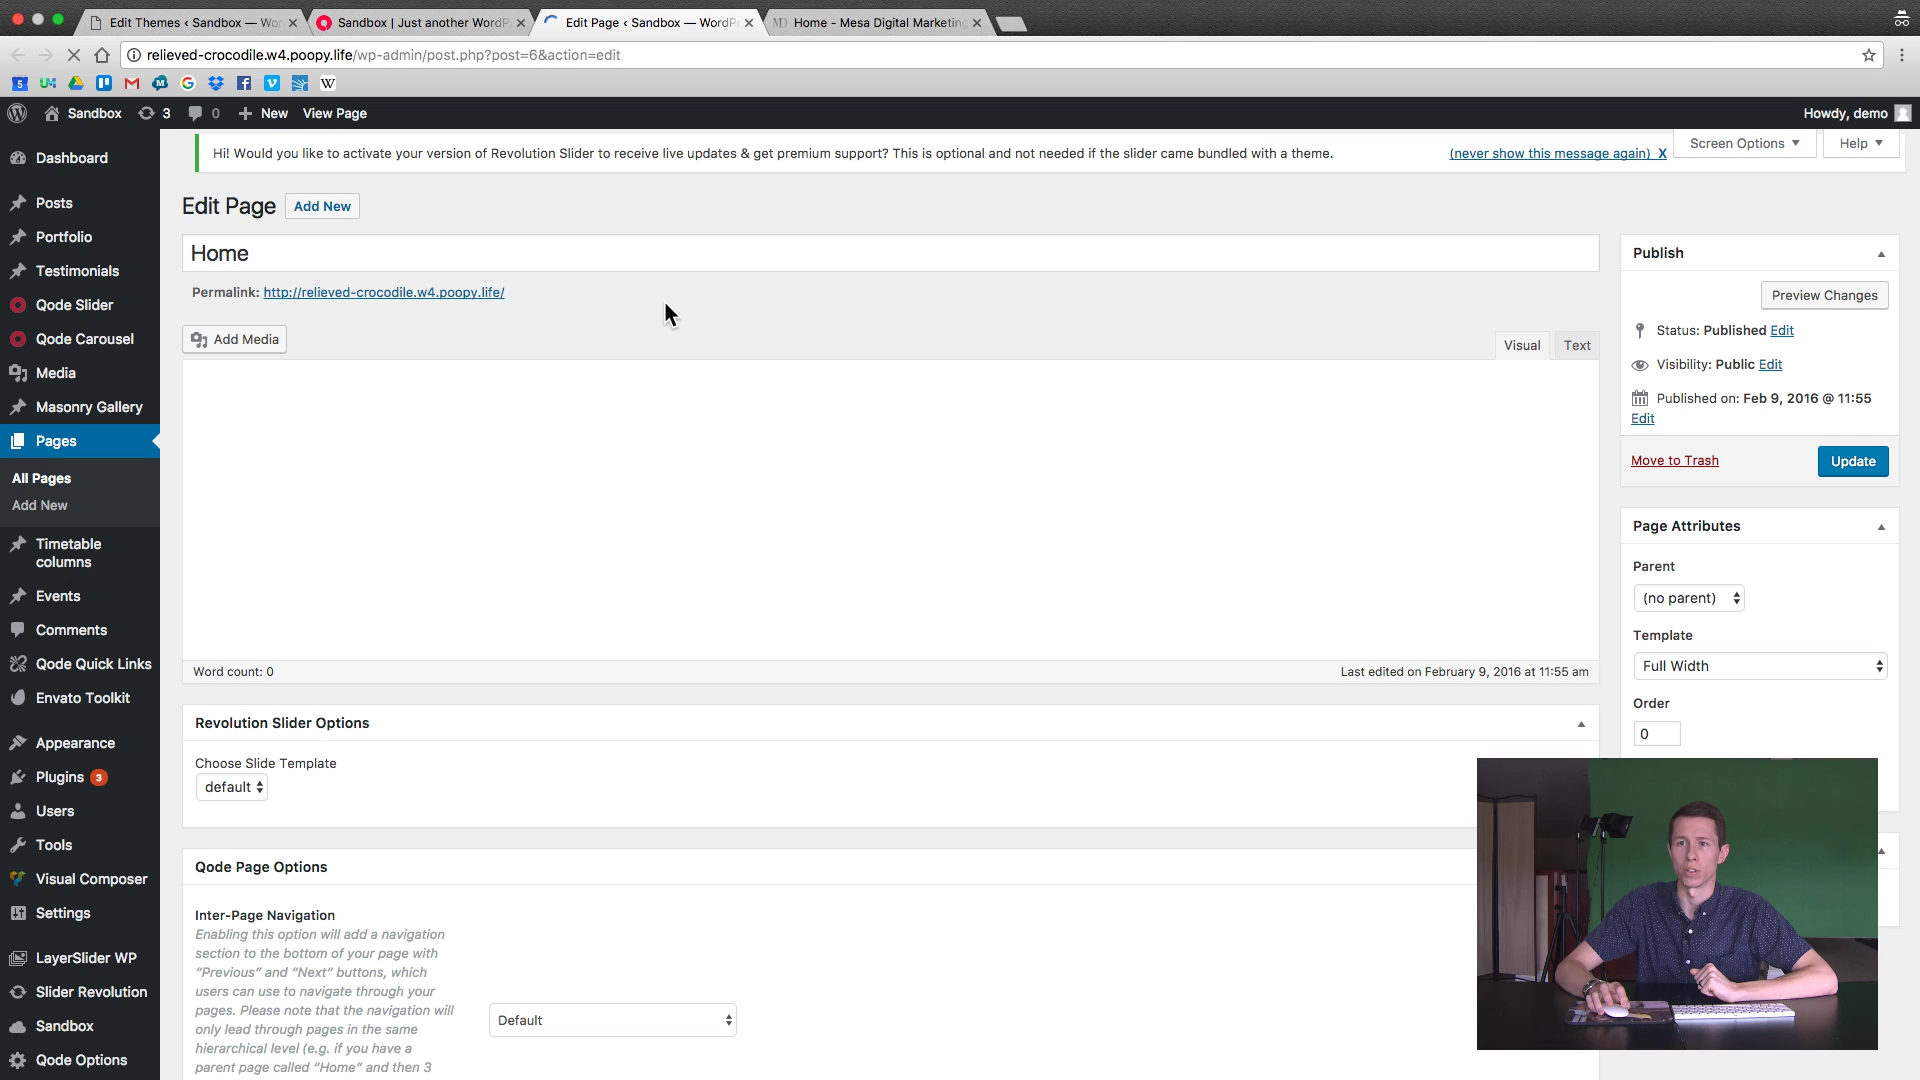 Edit Themes ‹ Sandbox — Wor
Sandbox | Just another WordP
Edit Page ‹ Sandbox — WordP
Home - Mesa Digital Marketing
relieved-crocodile.w4.poopy.life/wp-admin/post.php?post=6&action=edit
Sandbox
3
0
New
View Page
Howdy, demo
Hi! Would you like to activate your version of Revolution Slider to receive live updates & get premium support? This is optional and not needed if the slider came bundled with a theme.
(never show this message again) X
Screen Options
Help
Dashboard
Posts
Portfolio
Testimonials
Qode Slider
Qode Carousel
Media
Masonry Gallery
Pages
All Pages
Add New
Timetable
columns
Events
Comments
Qode Quick Links
Envato Toolkit
Appearance
Plugins 3
Users
Tools
Visual Composer
Settings
LayerSlider WP
Slider Revolution
Sandbox
Qode Options
Edit Page Add New
Home
Permalink: http://relieved-crocodile.w4.poopy.life/
Add Media
Visual
Text
Word count: 0
Last edited on February 9, 2016 at 11:55 am
Revolution Slider Options
Choose Slide Template
default
Qode Page Options
Inter-Page Navigation
Enabling this option will add a navigation
section to the bottom of your page with
“Previous” and “Next” buttons, which
users can use to navigate through your
pages. Please note that the navigation will
only lead through pages in the same
hierarchical level (e.g. if you have a
parent page called “Home” and then 3
Default
Publish
Preview Changes
Status: Published Edit
Visibility: Public Edit
Published on: Feb 9, 2016 @ 11:55
Edit
Move to Trash
Update
Page Attributes
Parent
(no parent)
Template
Full Width
Order
0